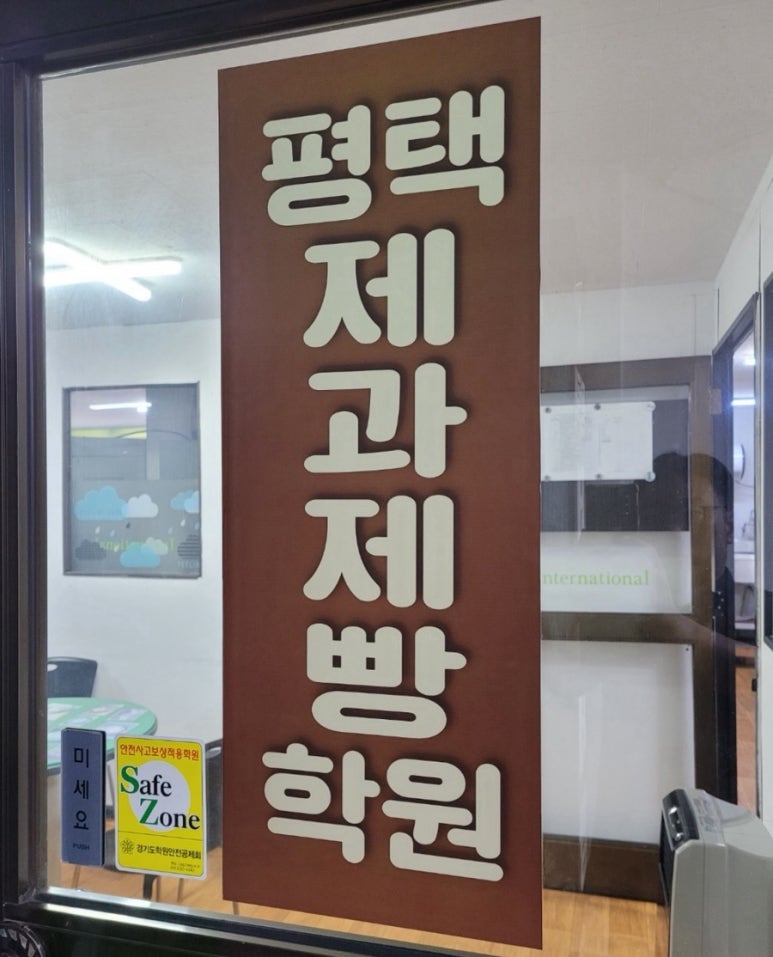 평택
제
과
제
빵
학원
미
세
요
PUSH
안전사고보상적용학원
Safe
Zone
경기도학원안전공제회
nternational